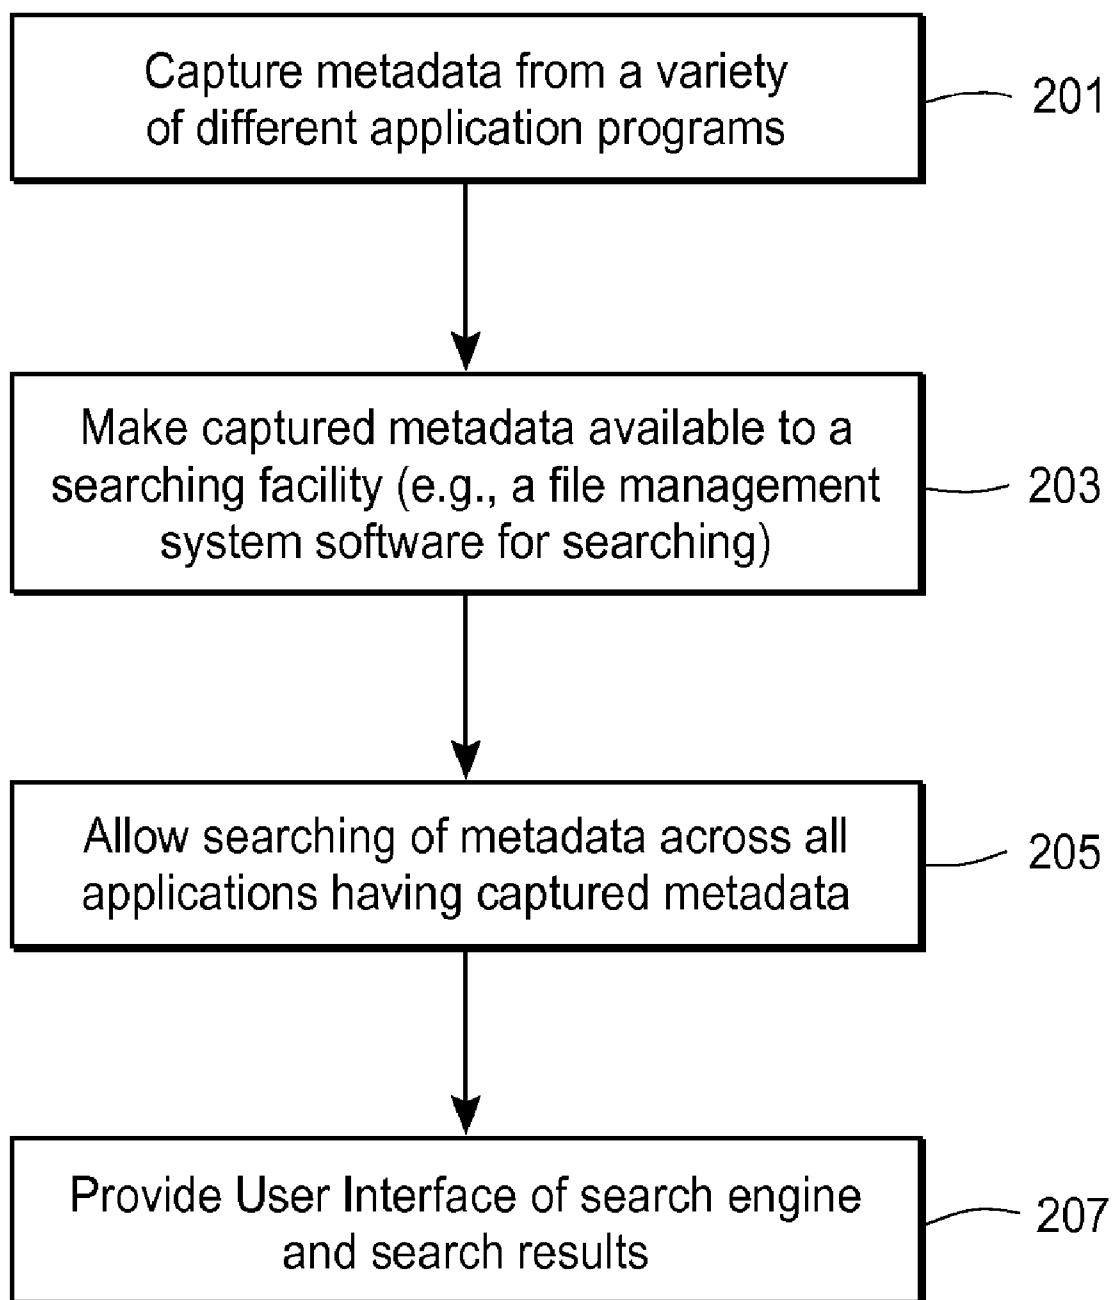 Capture metadata from a variety
of different application programs
201
Make captured metadata available to a
searching facility (e.g., a file management
system software for searching)
203
Allow searching of metadata across all
applications having captured metadata
205
Provide User Interface of search engine
and search results
207